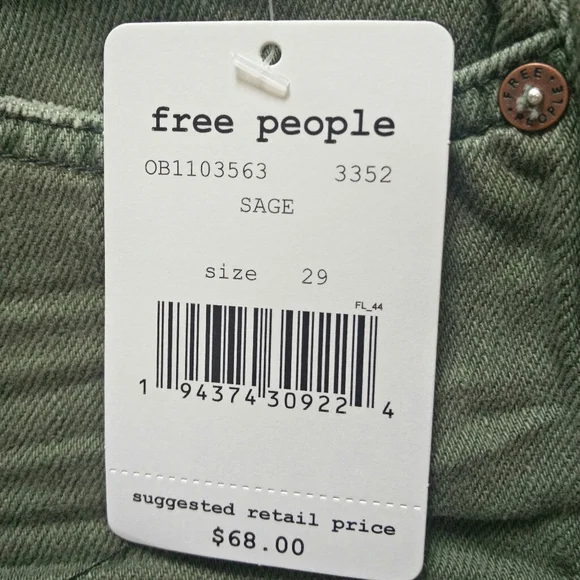 free people
OB1103563 3352
SAGE
size 29
FL_44
1 94374 30922 4
suggested retail price
$68.00
FREE PEOPLE